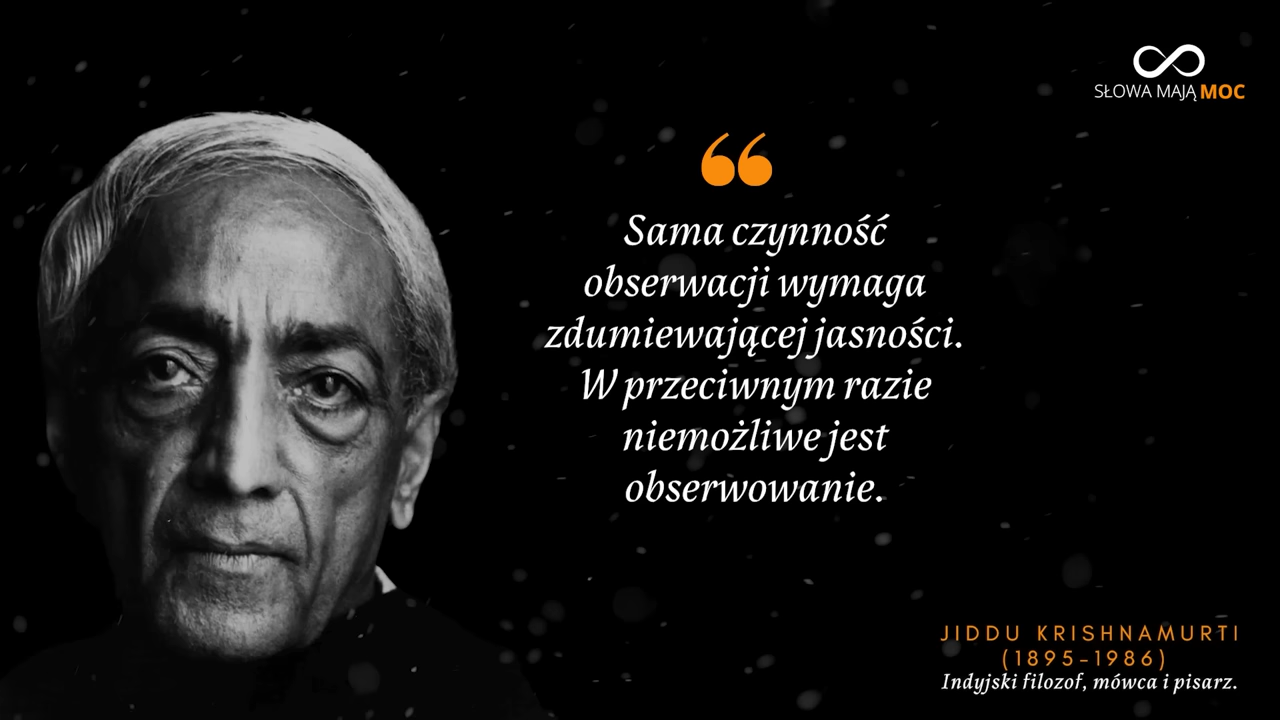 SŁOWA MAJĄ MOC
Sama czynność
obserwacji wymaga
zdumiewającej jasności.
W przeciwnym razie
niemożliwe jest
obserwowanie.
JIDDU KRISHNAMURTI
(1895-1986)
Indyjski filozof, mówca i pisarz.